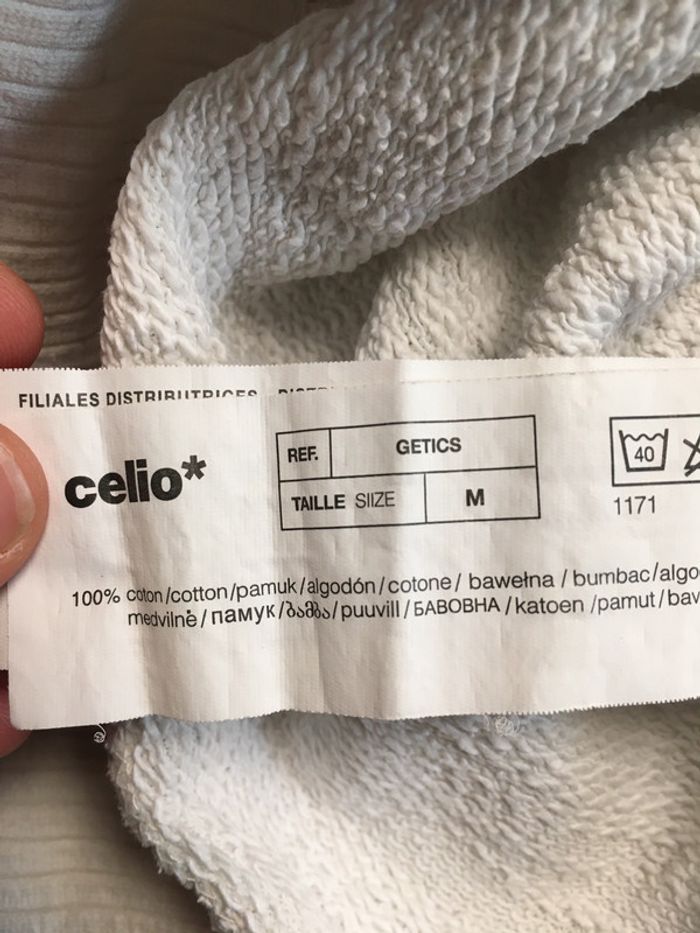 FILIALES DISTRIBUTRICES
celio*
REF. GETICS
TAILLE SIIZE M
40
1171
100% coton/cotton/pamuk/algodón/cotone/ bawełna / bumbac/algo
medvilnė/памук/ბამბა/puuvill/БАВОВНА/katoen/pamut/bav